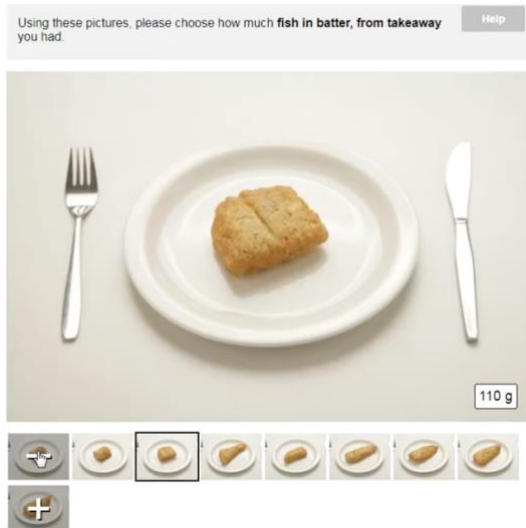 Using these pictures, please choose how much fish in batter, from takeaway
you had.
Help
110 g